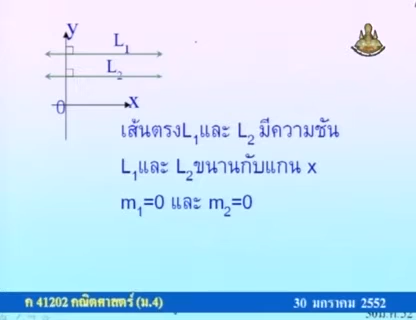 y
L₁
L₂
0
x
เส้นตรงL₁และ L₂ มีความชัน
L₁และ L₂ขนานกับแกน x
m₁=0 และ m₂=0
ค 41202 คณิตศาสตร์ (ม.4) 30 มกราคม 2552